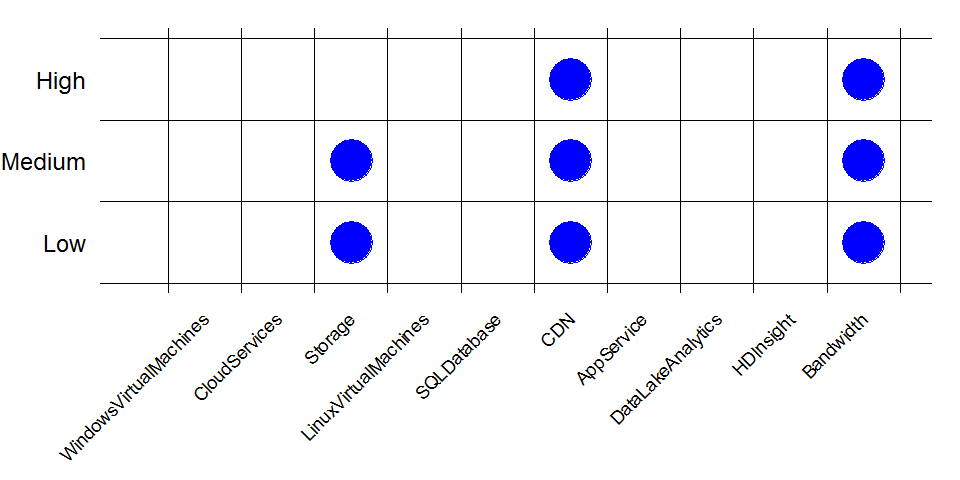 High
Medium
Low
WindowsVirtualMachines
CloudServices
Storage
LinuxVirtualMachines
SQLDatabase
CDN
AppService
DataLakeAnalytics
HDInsight
Bandwidth